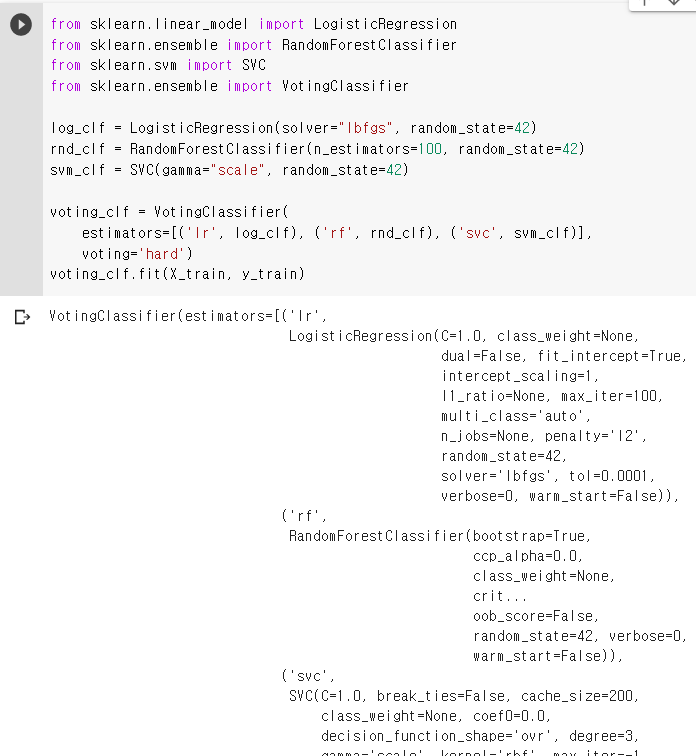 from sklearn.linear_model import LogisticRegression
from sklearn.ensemble import RandomForestClassifier
from sklearn.svm import SVC
from sklearn.ensemble import VotingClassifier
log_clf = LogisticRegression(solver="lbfgs", random_state=42)
rnd_clf = RandomForestClassifier(n_estimators=100, random_state=42)
svm_clf = SVC(gamma="scale", random_state=42)
voting_clf = VotingClassifier(
estimators=[('lr', log_clf), ('rf', rnd_clf), ('svc', svm_clf)],
voting='hard')
voting_clf.fit(X_train, y_train)
VotingClassifier(estimators=[('lr',
LogisticRegression(C=1.0, class_weight=None,
dual=False, fit_intercept=True,
intercept_scaling=1,
l1_ratio=None, max_iter=100,
multi_class='auto',
n_jobs=None, penalty='l2',
random_state=42,
solver='lbfgs', tol=0.0001,
verbose=0, warm_start=False)),
('rf',
RandomForestClassifier(bootstrap=True,
ccp_alpha=0.0,
class_weight=None,
crit...
oob_score=False,
random_state=42, verbose=0,
warm_start=False)),
('svc',
SVC(C=1.0, break_ties=False, cache_size=200,
class_weight=None, coef0=0.0,
decision_function_shape='ovr', degree=3,
gamma='scale', kernel='rbf', max_iter=-1,